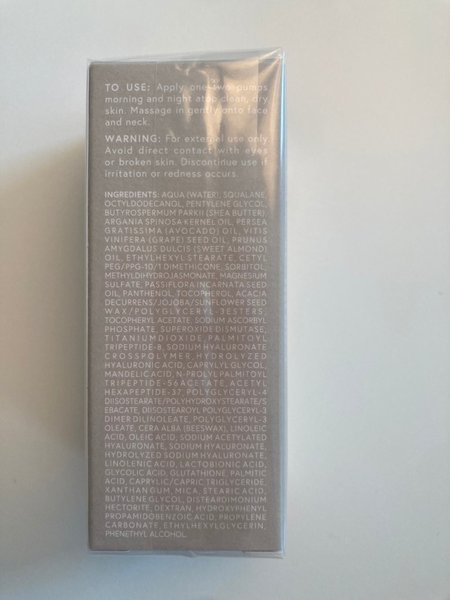 TO USE: Apply one-two pumps
morning and night atop clean, dry
skin. Massage in gently onto face
and neck.
WARNING: For external use only.
Avoid direct contact with eyes
or broken skin. Discontinue use if
irritation or redness occurs.
INGREDIENTS: AQUA (WATER), SQUALANE,
OCTYLDODECANOL, PENTYLENE GLYCOL,
BUTYROSPERMUM PARKII (SHEA BUTTER),
ARGANIA SPINOSA KERNEL OIL, PERSEA
GRATISSIMA (AVOCADO) OIL, VITIS
VINIFERA (GRAPE) SEED OIL; PRUNUS
AMYGDALUS DULCIS (SWEET ALMOND)
OIL, ETHYLHEXYL STEARATE, CETYL
PEG/PPG-10/1 DIMETHICONE, SORBITOL,
METHYLDIHYDROJASMONATE, MAGNESIUM
SULFATE, PASSIFLORA INCARNATA SEED
OIL, PANTHENOL, TOCOPHEROL, ACACIA
DECURRENS/JOJOBA/SUNFLOWER SEED
WAX/POLYGLYCERYL-3 ESTERS,
TOCOPHERYL ACETATE, SODIUM ASCORBYL
PHOSPHATE, SUPEROXIDE DISMUTASE,
TITANIUM DIOXIDE, PALMITOYL
TRIPEPTIDE-8, SODIUM HYALURONATE
CROSSPOLYMER, HYDROLYZED
HYALURONIC ACID, CAPRYLYL GLYCOL,
MANDELIC ACID, N-PROLYL PALMITOYL
TRIPEPTIDE-56 ACETATE, ACETYL
HEXAPEPTIDE-37, POLYGLYCERYL-4
DIISOSTEARATE/POLYHYDROXYSTEARATE/S
EBACATE, DIISOSTEAROYL POLYGLYCERYL-3
DIMER DILINOLEATE, POLYGLYCERYL-3
OLEATE, CERA ALBA (BEESWAX), LINOLEIC
ACID, OLEIC ACID, SODIUM ACETYLATED
HYALURONATE, SODIUM HYALURONATE,
HYDROLYZED SODIUM HYALURONATE,
LINOLENIC ACID, LACTOBIONIC ACID,
GLYCOLIC ACID, GLUTATHIONE, PALMITIC
ACID, CAPRYLIC/CAPRIC TRIGLYCERIDE,
XANTHAN GUM, MICA, STEARIC ACID,
BUTYLENE GLYCOL, DISTEARDIMONIUM
HECTORITE, DEXTRAN, HYDROXYPHENYL
PROPAMIDOBENZOIC ACID, PROPYLENE
CARBONATE, ETHYLHEXYLGLYCERIN,
PHENETHYL ALCOHOL.